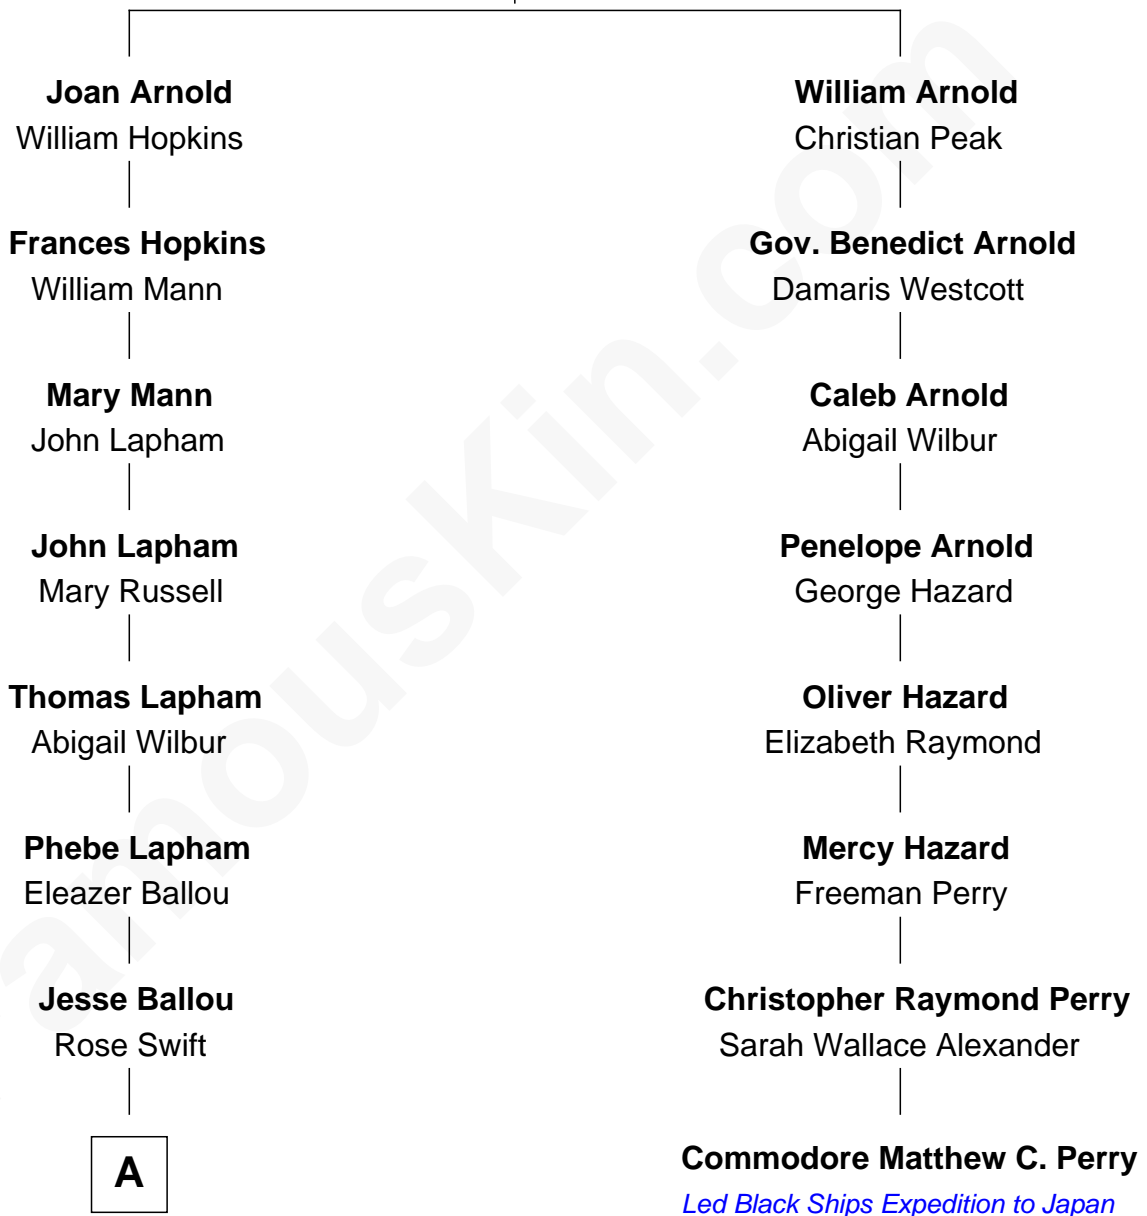 Joan Arnold
William Hopkins
Frances Hopkins
William Mann
Mary Mann
John Lapham
John Lapham
Mary Russell
Thomas Lapham
Abigail Wilbur
Phebe Lapham
Eleazer Ballou
Jesse Ballou
Rose Swift
A
William Arnold
Christian Peak
Gov. Benedict Arnold
Damaris Westcott
Caleb Arnold
Abigail Wilbur
Penelope Arnold
George Hazard
Oliver Hazard
Elizabeth Raymond
Mercy Hazard
Freeman Perry
Christopher Raymond Perry
Sarah Wallace Alexander
Commodore Matthew C. Perry
Led Black Ships Expedition to Japan
amouskin.com